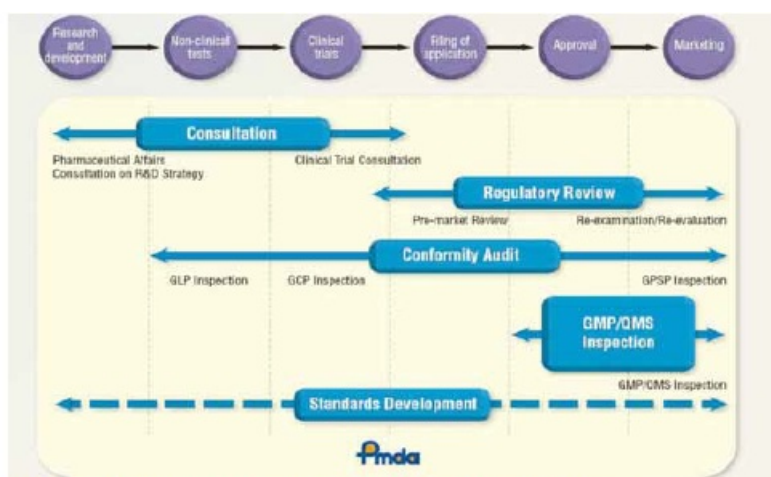 Research
and
development
Non-clinical
tests
Clinical
trials
Filing of
application
Approval
Marketing
Consultation
Pharmaceutical Affairs
Consultation on R&D Strategy
Clinical Trial Consultation
Regulatory Review
Pre-market Review
Re-examination/Re-evaluation
Conformity Audit
GLP Inspection
GCP Inspection
GPSP Inspection
GMP/QMS
Inspection
GMP/QMS Inspection
Standards Development
Pmda